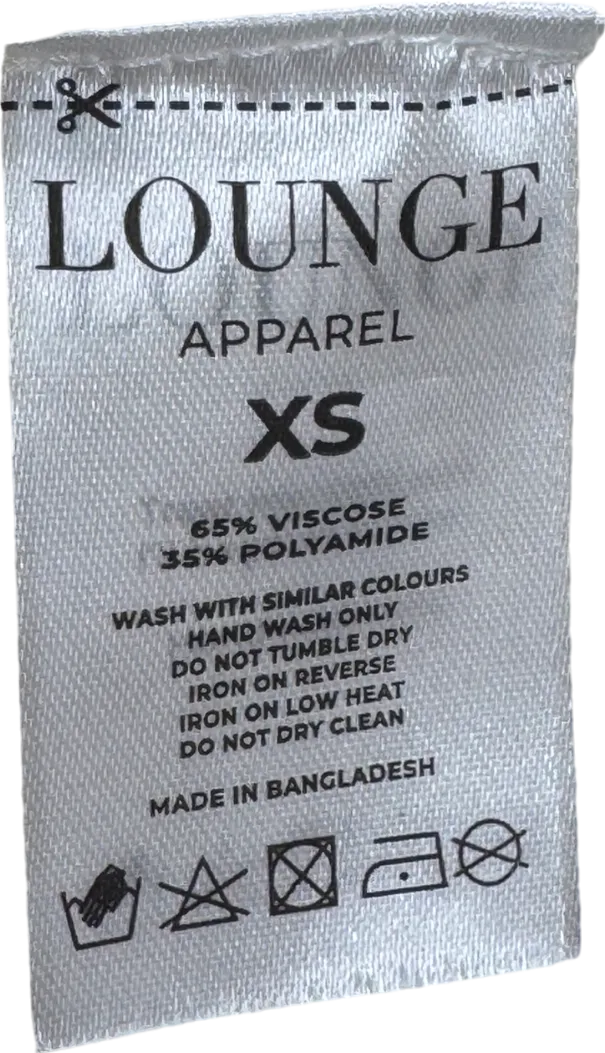 LOUNGE
APPAREL
XS
65% VISCOSE
35% POLYAMIDE
WASH WITH SIMILAR COLOURS
HAND WASH ONLY
DO NOT TUMBLE DRY
IRON ON REVERSE
IRON ON LOW HEAT
DO NOT DRY CLEAN
MADE IN BANGLADESH